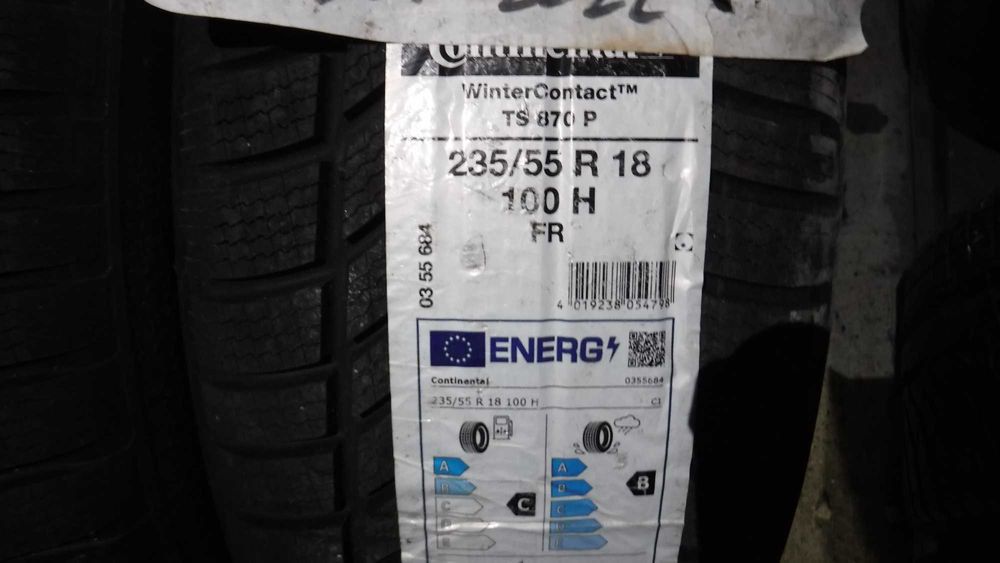 Continental
WinterContact™
TS 870 P
235/55 R 18
100 H
FR
03 55 684
4 019238 054798
ENERG
Continental
0355684
235/55 R 18 100 H
C1
A
B
C
D
E
C
A
B
C
D
E
B